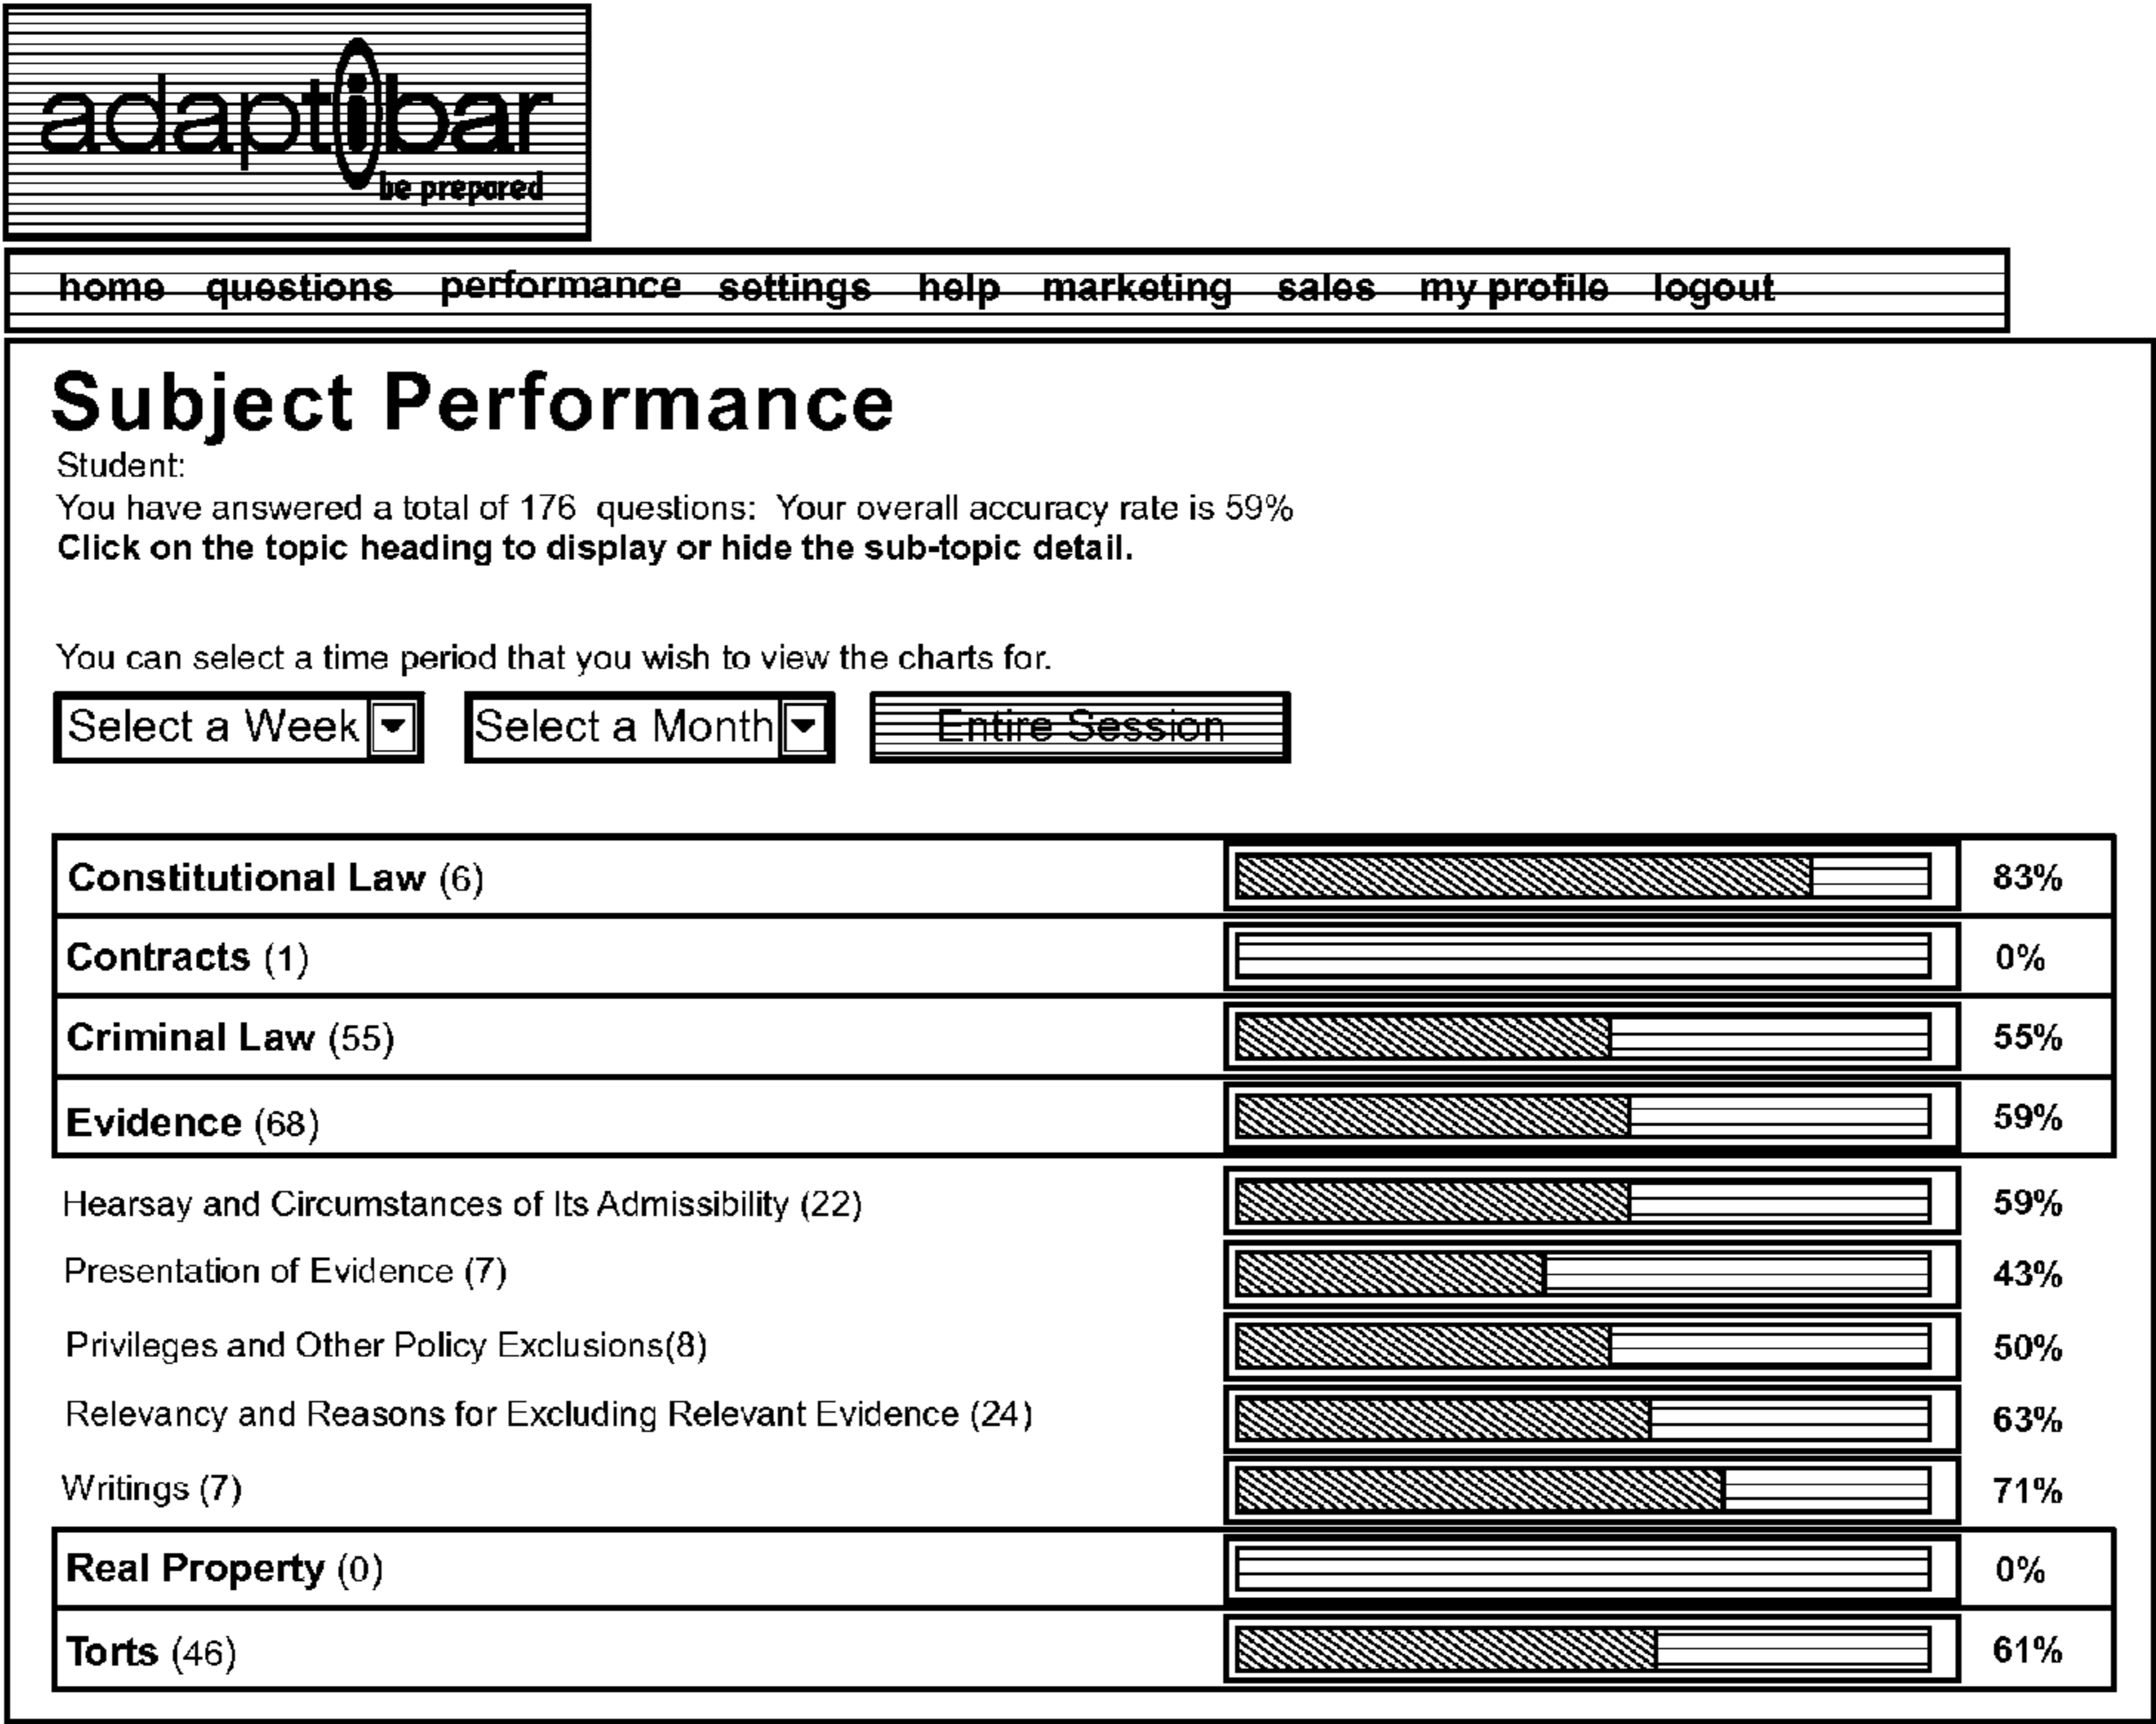 adaptibar
be prepared
home questions performance settings help marketing sales my profile logout
Subject Performance
Student:
You have answered a total of 176 questions: Your overall accuracy rate is 59%
Click on the topic heading to display or hide the sub-topic detail.
You can select a time period that you wish to view the charts for.
Select a Week Select a Month Entire Session
Constitutional Law (6) 83%
Contracts (1) 0%
Criminal Law (55) 55%
Evidence (68) 59%
Hearsay and Circumstances of Its Admissibility (22) 59%
Presentation of Evidence (7) 43%
Privileges and Other Policy Exclusions(8) 50%
Relevancy and Reasons for Excluding Relevant Evidence (24) 63%
Writings (7) 71%
Real Property (0) 0%
Torts (46) 61%